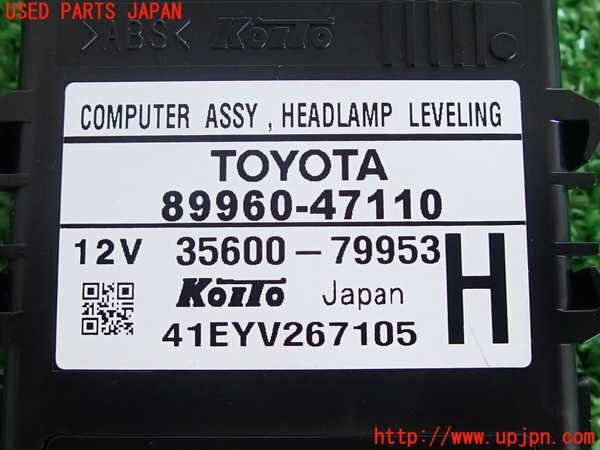 USED PARTS JAPAN
>ABS< KOITO
COMPUTER ASSY , HEADLAMP LEVELING
TOYOTA
89960-47110
12V 35600-79953 H
KOITO Japan
41EYV267105
UPJ - www.upjpn.com